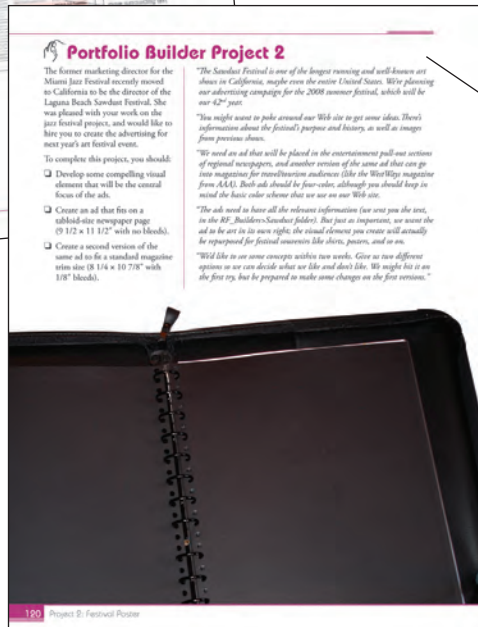 Portfolio Builder Project 2
The former marketing director for the
Miami Jazz Festival recently moved
to California to be the director of the
Laguna Beach Sawdust Festival. She
was pleased with your work on the
jazz festival project, and would like to
hire you to create the advertising for
next year's art festival event.
To complete this project, you should:
❑ Develop some compelling visual
element that will be the central
focus of the ads.
❑ Create an ad that fits on a
tabloid-size newspaper page
(9 1/2 × 11 1/2" with no bleeds).
❑ Create a second version of the
same ad to fit a standard magazine
trim size (8 1/4 × 10 7/8" with
1/8" bleeds).
"The Sawdust Festival is one of the longest running and well-known art
shows in California, maybe even the entire United States. We're planning
our advertising campaign for the 2008 summer festival, which will be
our 42nd year.
"You might want to poke around our Web site to get some ideas. There's
information about the festival's purpose and history, as well as images
from previous shows.
"We need an ad that will be placed in the entertainment pull-out sections
of regional newspapers, and another version of the same ad that can go
into magazines for travel/tourism audiences (like the WestWays magazine
from AAA). Both ads should be four-color, although you should keep in
mind the basic color scheme that we use on our Web site.
"The ads need to have all the relevant information (we sent you the text,
in the RF_Builders>Sawdust folder). But just as important, we want the
ad to be art in its own right; the visual element you create will actually
be repurposed for festival souvenirs like shirts, posters, and so on.
"We'd like to see some concepts within two weeks. Give us two different
options so we can decide what we like and don't like. We might hit it on
the first try, but be prepared to make some changes on the first versions."
120 Project 2: Festival Poster